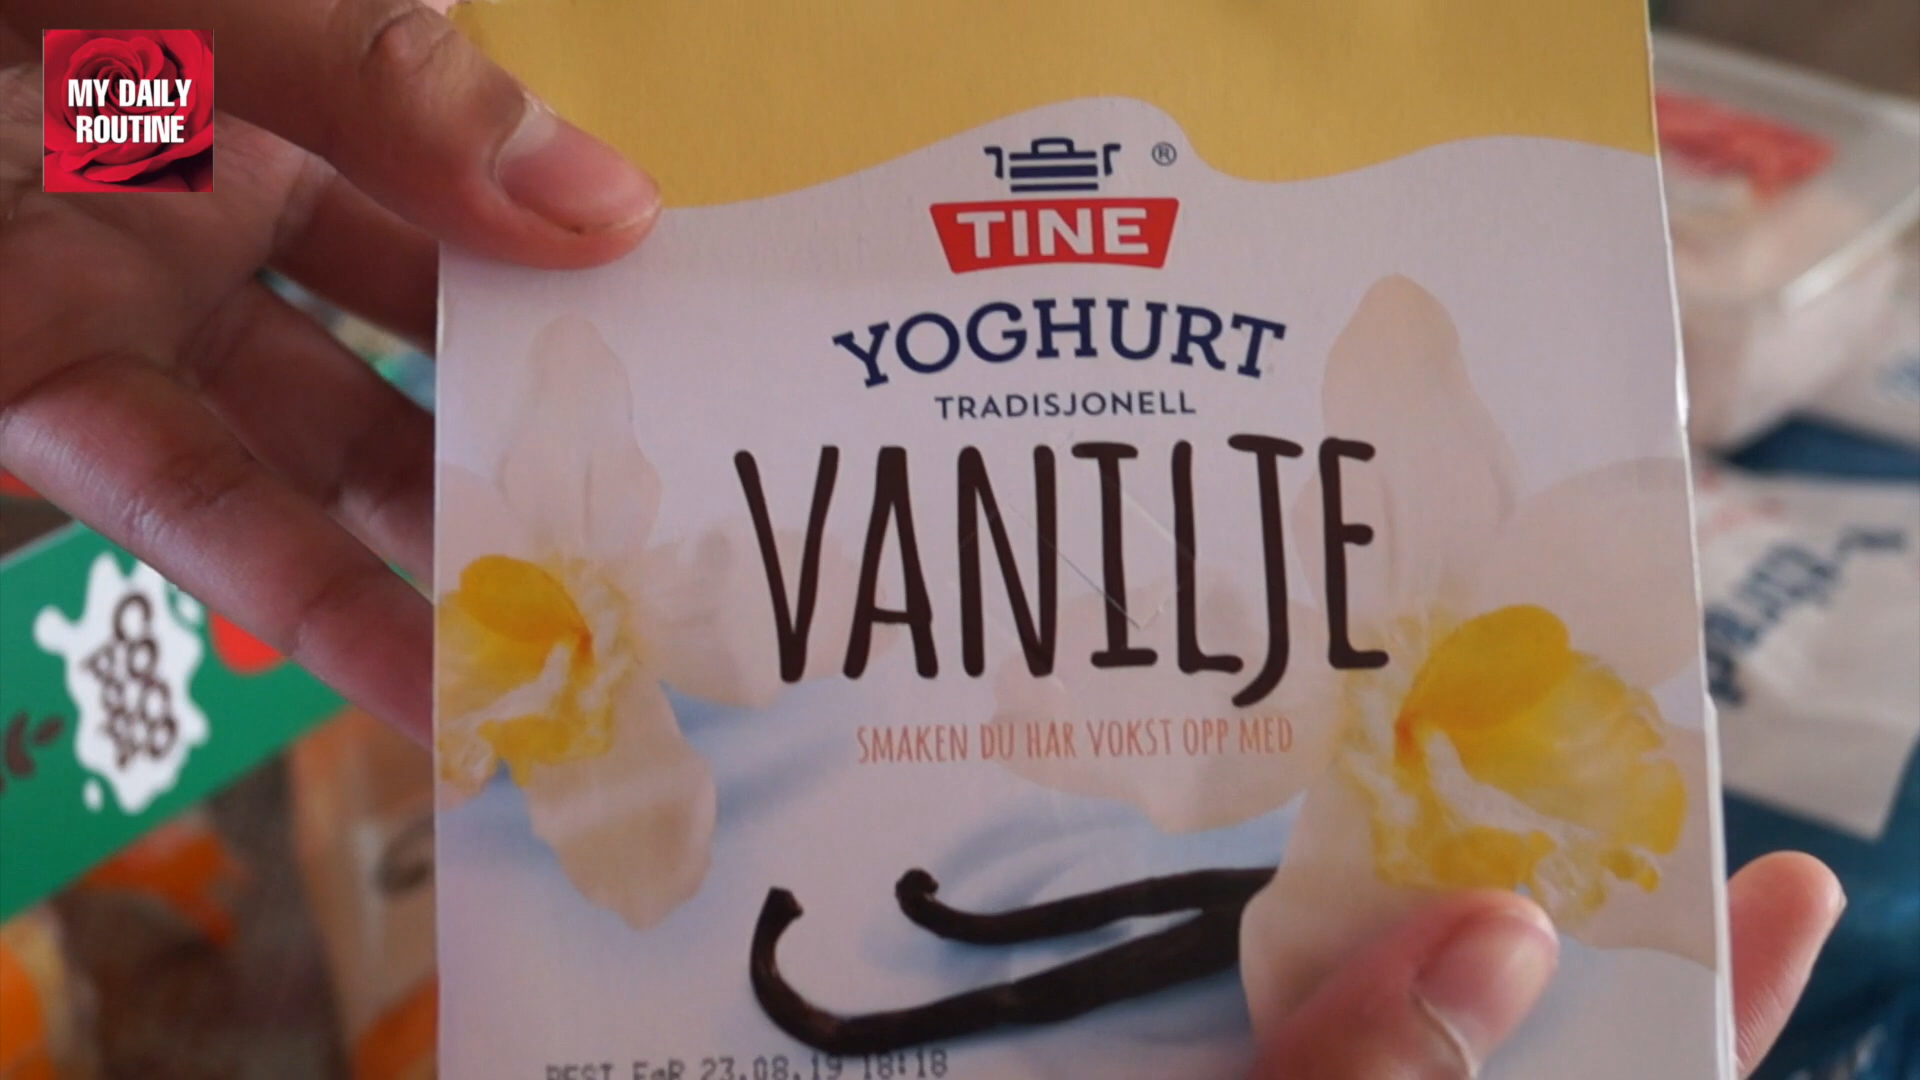 MY DAILY
ROUTINE
®
TINE
YOGHURT
TRADISJONELL
VANILJE
SMAKEN DU HAR VOKST OPP MED
BEST FØR 23.08.19 18:18